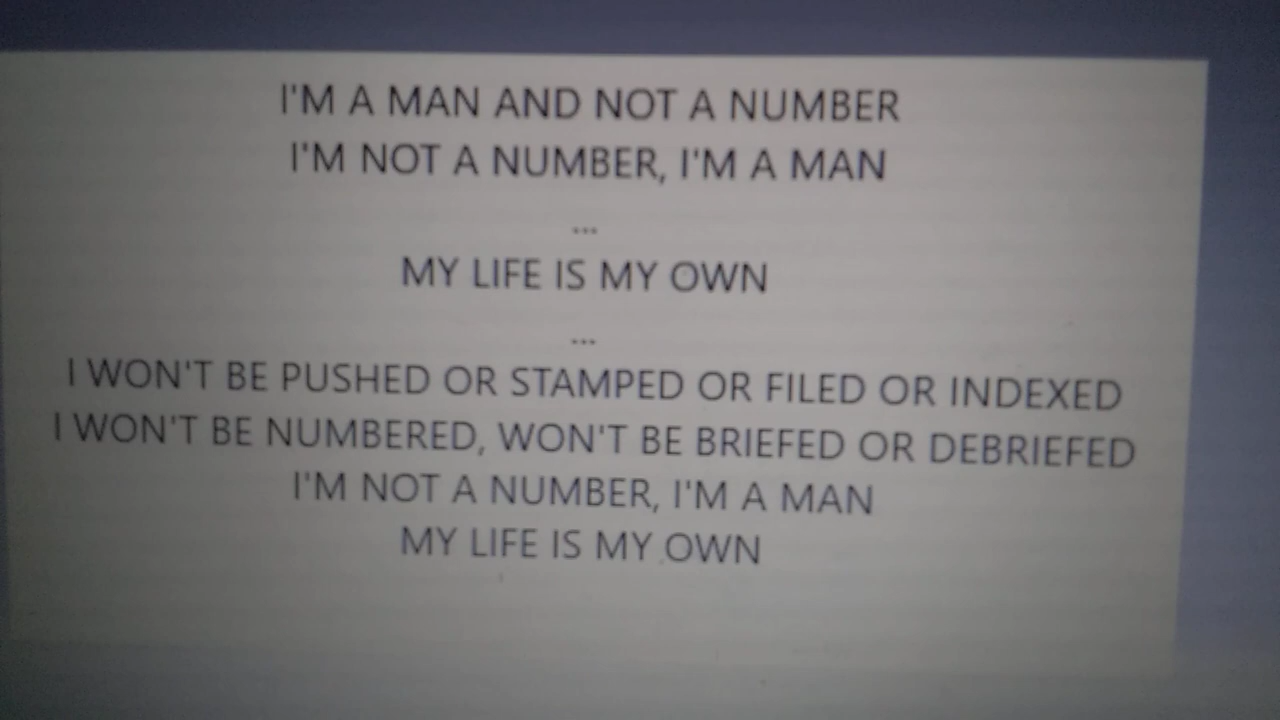 I'M A MAN AND NOT A NUMBER
I'M NOT A NUMBER, I'M A MAN
...
MY LIFE IS MY OWN
...
I WON'T BE PUSHED OR STAMPED OR FILED OR INDEXED
I WON'T BE NUMBERED, WON'T BE BRIEFED OR DEBRIEFED
I'M NOT A NUMBER, I'M A MAN
MY LIFE IS MY OWN